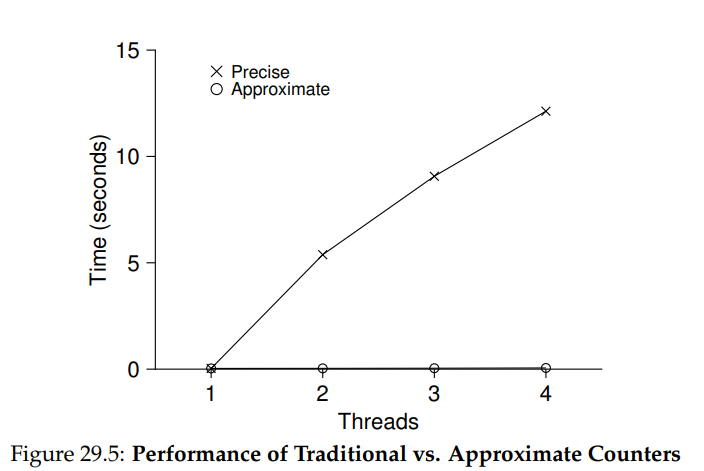 15
Precise
Approximate
10
Time (seconds)
5
0
1 2 3 4
Threads
Figure 29.5: Performance of Traditional vs. Approximate Counters